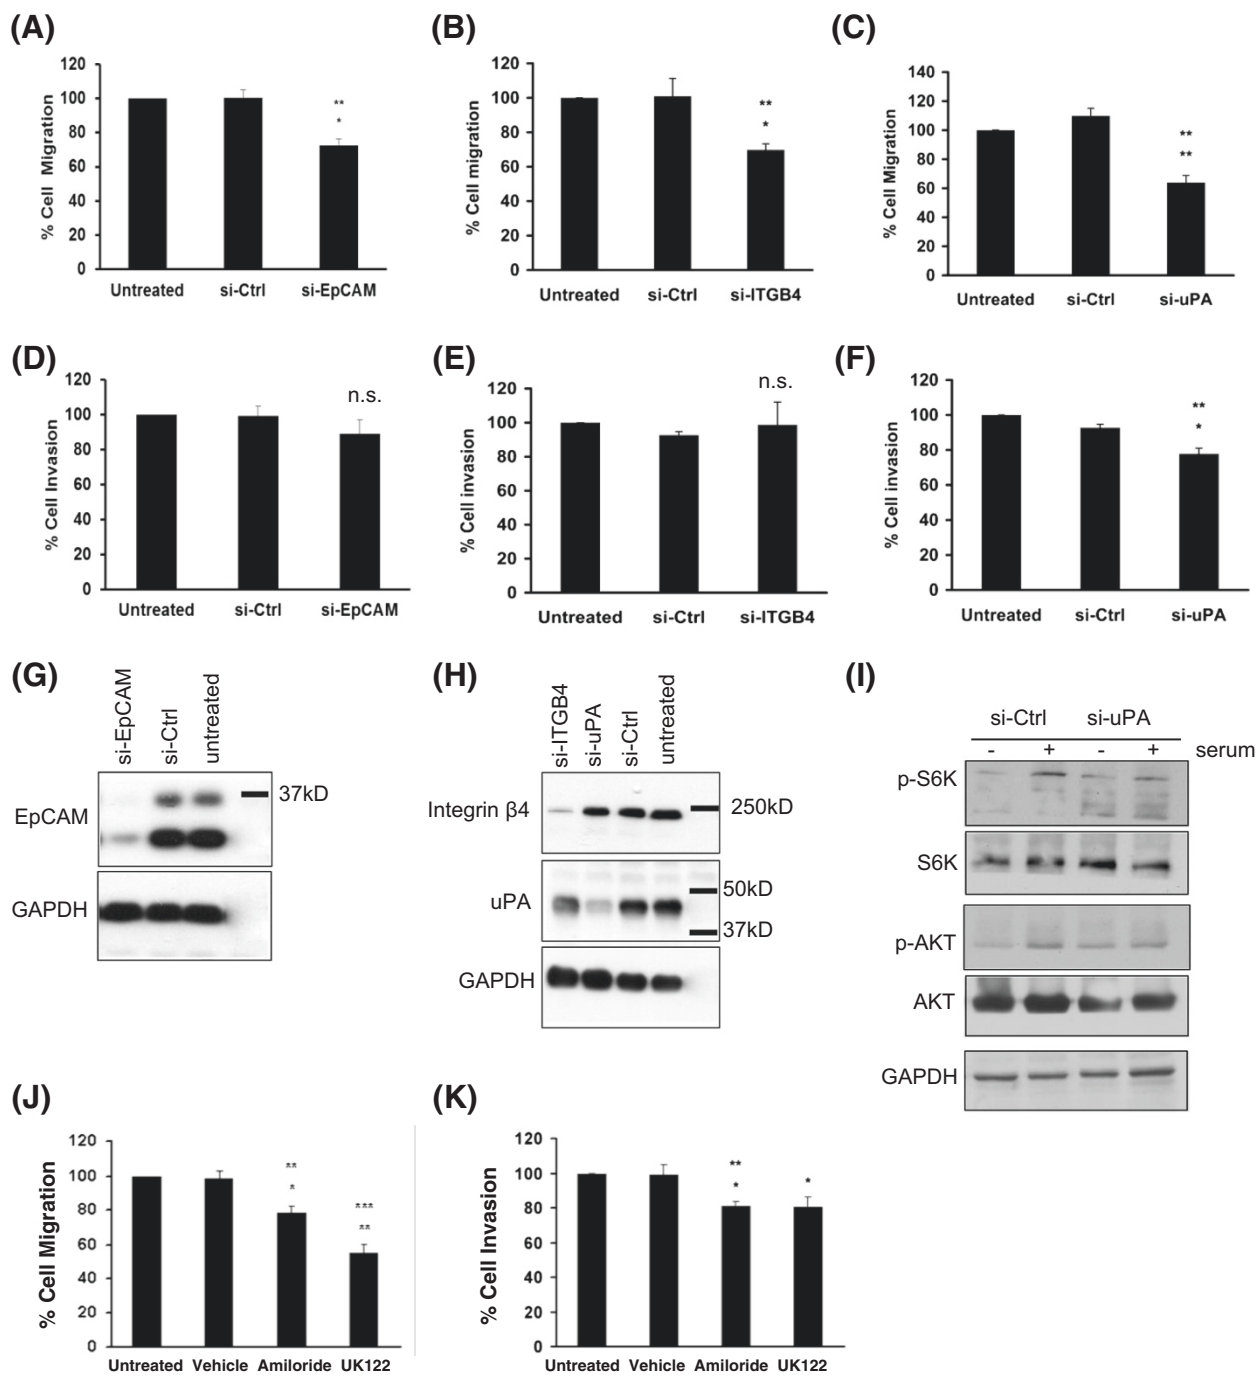 (A)
120
100
80
60
40
20
0
% Cell Migration
**
*
Untreated si-Ctrl si-EpCAM
(B)
120
100
80
60
40
20
0
% Cell migration
**
*
Untreated si-Ctrl si-ITGB4
(C)
140
120
100
80
60
40
20
0
% Cell Migration
**
**
Untreated si-Ctrl si-uPA
(D)
120
100
80
60
40
20
0
% Cell Invasion
n.s.
Untreated si-Ctrl si-EpCAM
(E)
120
100
80
60
40
20
0
% Cell invasion
n.s.
Untreated si-Ctrl si-ITGB4
(F)
120
100
80
60
40
20
0
% Cell invasion
**
*
Untreated si-Ctrl si-uPA
(G)
si-EpCAM
si-Ctrl
untreated
37kD
EpCAM
GAPDH
(H)
si-ITGB4
si-uPA
si-Ctrl
untreated
Integrin β4
250kD
uPA
50kD
37kD
GAPDH
(I)
si-Ctrl si-uPA
- + - + serum
p-S6K
S6K
p-AKT
AKT
GAPDH
(J)
120
100
80
60
40
20
0
% Cell Migration
**
*
***
**
Untreated Vehicle Amiloride UK122
(K)
120
100
80
60
40
20
0
% Cell Invasion
**
*
*
Untreated Vehicle Amiloride UK122